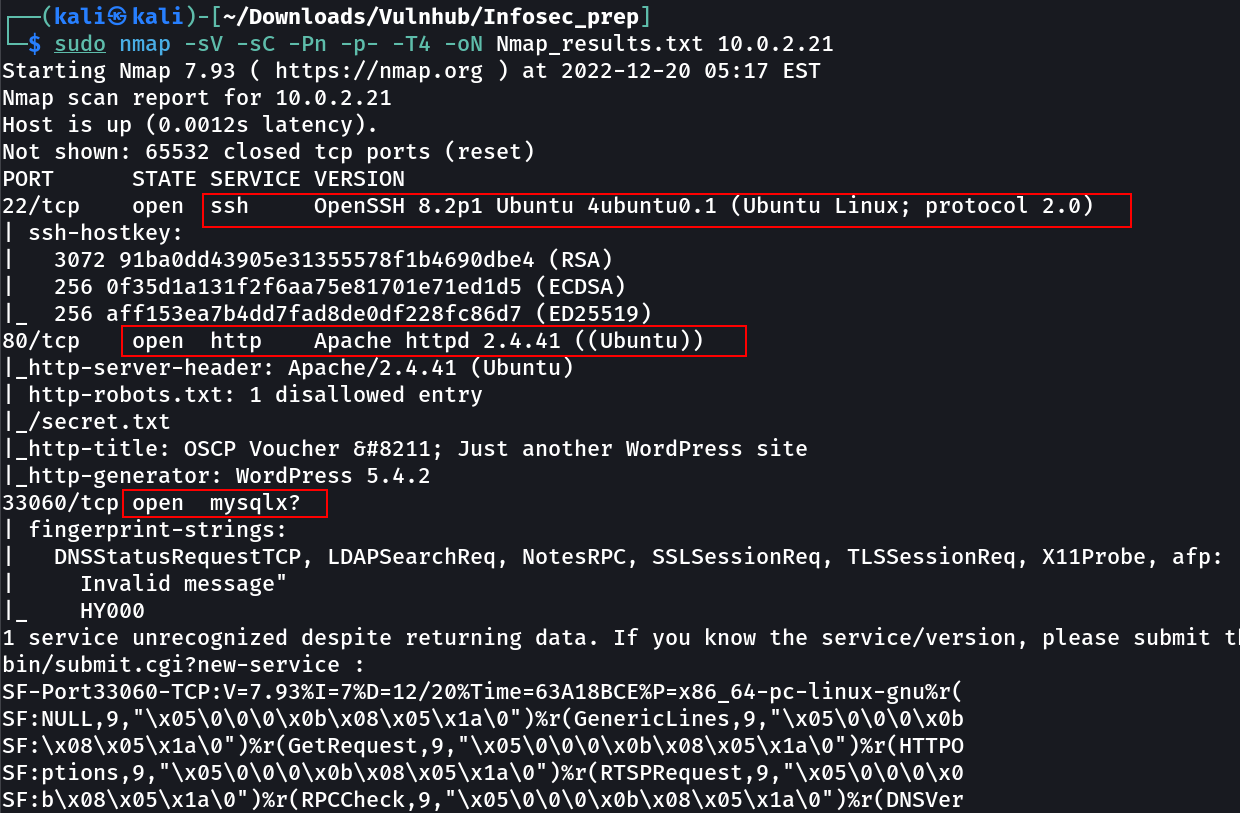 ┌──(kali㉿kali)-[~/Downloads/Vulnhub/Infosec_prep]
└─$ sudo nmap -sV -sC -Pn -p- -T4 -oN Nmap_results.txt 10.0.2.21
Starting Nmap 7.93 ( https://nmap.org ) at 2022-12-20 05:17 EST
Nmap scan report for 10.0.2.21
Host is up (0.0012s latency).
Not shown: 65532 closed tcp ports (reset)
PORT      STATE SERVICE VERSION
22/tcp    open  ssh     OpenSSH 8.2p1 Ubuntu 4ubuntu0.1 (Ubuntu Linux; protocol 2.0)
| ssh-hostkey:
|   3072 91ba0dd43905e31355578f1b4690dbe4 (RSA)
|   256 0f35d1a131f2f6aa75e81701e71ed1d5 (ECDSA)
|_  256 aff153ea7b4dd7fad8de0df228fc86d7 (ED25519)
80/tcp    open  http    Apache httpd 2.4.41 ((Ubuntu))
|_http-server-header: Apache/2.4.41 (Ubuntu)
| http-robots.txt: 1 disallowed entry
|_/secret.txt
|_http-title: OSCP Voucher &#8211; Just another WordPress site
|_http-generator: WordPress 5.4.2
33060/tcp open  mysqlx?
| fingerprint-strings:
|   DNSStatusRequestTCP, LDAPSearchReq, NotesRPC, SSLSessionReq, TLSSessionReq, X11Probe, afp:
|     Invalid message"
|_    HY000
1 service unrecognized despite returning data. If you know the service/version, please submit
bin/submit.cgi?new-service :
SF-Port33060-TCP:V=7.93%I=7%D=12/20%Time=63A18BCE%P=x86_64-pc-linux-gnu%r(
SF:NULL,9,"\x05\0\0\0\x0b\x08\x05\x1a\0")%r(GenericLines,9,"\x05\0\0\0\x0b
SF:\x08\x05\x1a\0")%r(GetRequest,9,"\x05\0\0\0\x0b\x08\x05\x1a\0")%r(HTTPO
SF:ptions,9,"\x05\0\0\0\x0b\x08\x05\x1a\0")%r(RTSPRequest,9,"\x05\0\0\0\x0
SF:b\x08\x05\x1a\0")%r(RPCCheck,9,"\x05\0\0\0\x0b\x08\x05\x1a\0")%r(DNSVer